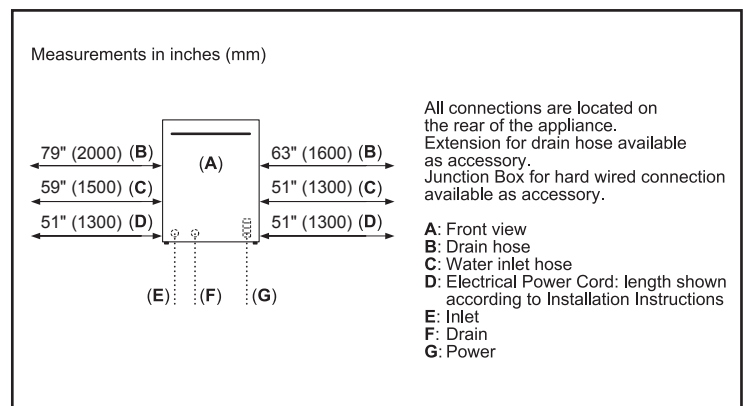 Measurements in inches (mm)
79" (2000) (B)
(A)
63" (1600) (B)
59" (1500) (C)
51" (1300) (C)
51" (1300) (D)
51" (1300) (D)
(E)
(F)
(G)
All connections are located on
the rear of the appliance.
Extension for drain hose available
as accessory.
Junction Box for hard wired connection
available as accessory.
A: Front view
B: Drain hose
C: Water inlet hose
D: Electrical Power Cord: length shown
according to Installation Instructions
E: Inlet
F: Drain
G: Power